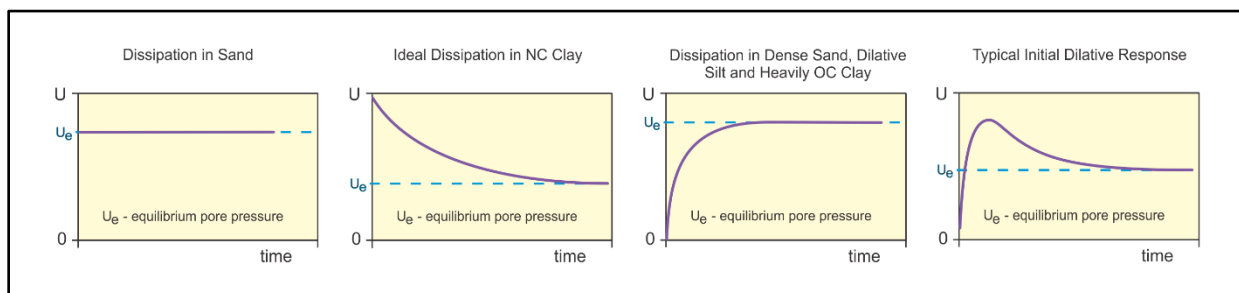 Dissipation in Sand
U
Ue
Ue - equilibrium pore pressure
0
time
Ideal Dissipation in NC Clay
U
Ue
Ue - equilibrium pore pressure
0
time
Dissipation in Dense Sand, Dilative
Silt and Heavily OC Clay
U
Ue
Ue - equilibrium pore pressure
0
time
Typical Initial Dilative Response
U
Ue
Ue - equilibrium pore pressure
0
time